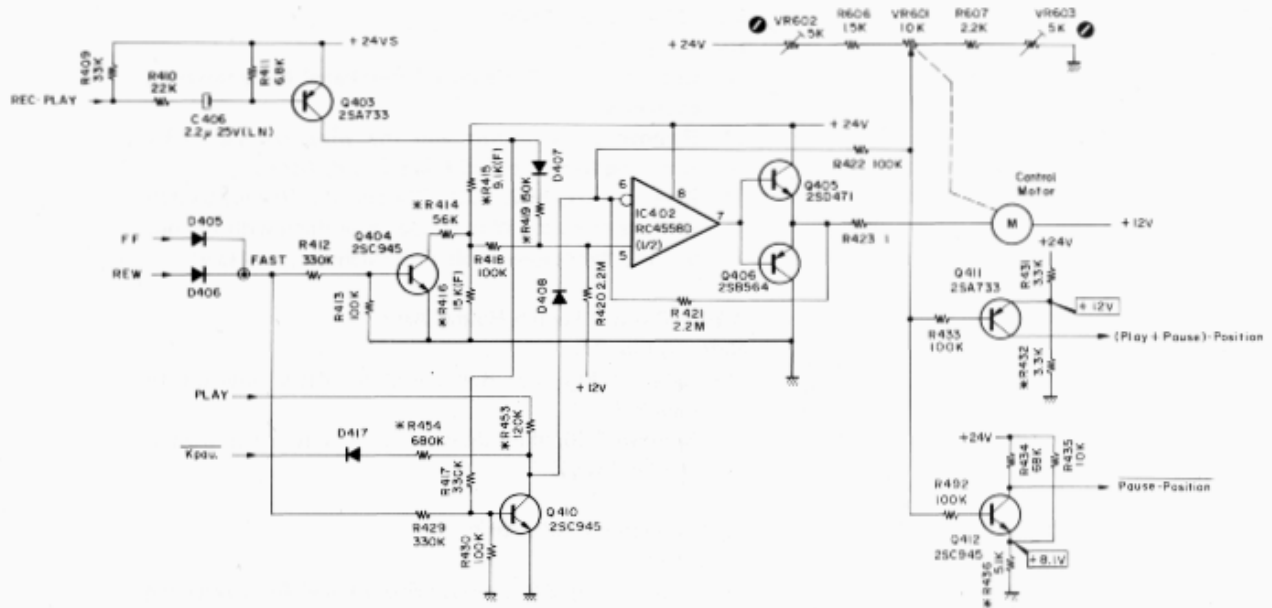 VR602
.5K
R606
1.5K
VR601
10K
R607
2.2K
VR603
.5K
+24V
+24VS
R409
33K
R410
22K
R411
6.8K
REC-PLAY
C406
2.2μ 25V(LN)
Q403
2SA733
+24V
R422 100K
D407
*R415
9.1K(F)
*R419 150K
*R414
56K
6
8
IC402
RC4558D
(1/2)
5
7
Q405
2SD471
Control
Motor
M
+12V
R423 1
D405
FF
REW
D406
FAST
R412
330K
Q404
2SC945
R418
100K
R413
100K
*R416
15K(F)
D408
R420 2.2M
Q406
2SB564
R421
2.2M
+12V
+24V
Q411
2SA733
R431
3.3K
+12V
R433
100K
(Play+Pause)-Position
*R432
3.3K
PLAY
*R453
120K
Kpau.
D417
*R454
680K
R417
330K
Q410
2SC945
R429
330K
R430
100K
+24V
R434
68K
R435
10K
R492
100K
Pause-Position
Q412
2SC945
+8.1V
*R436
5.1K